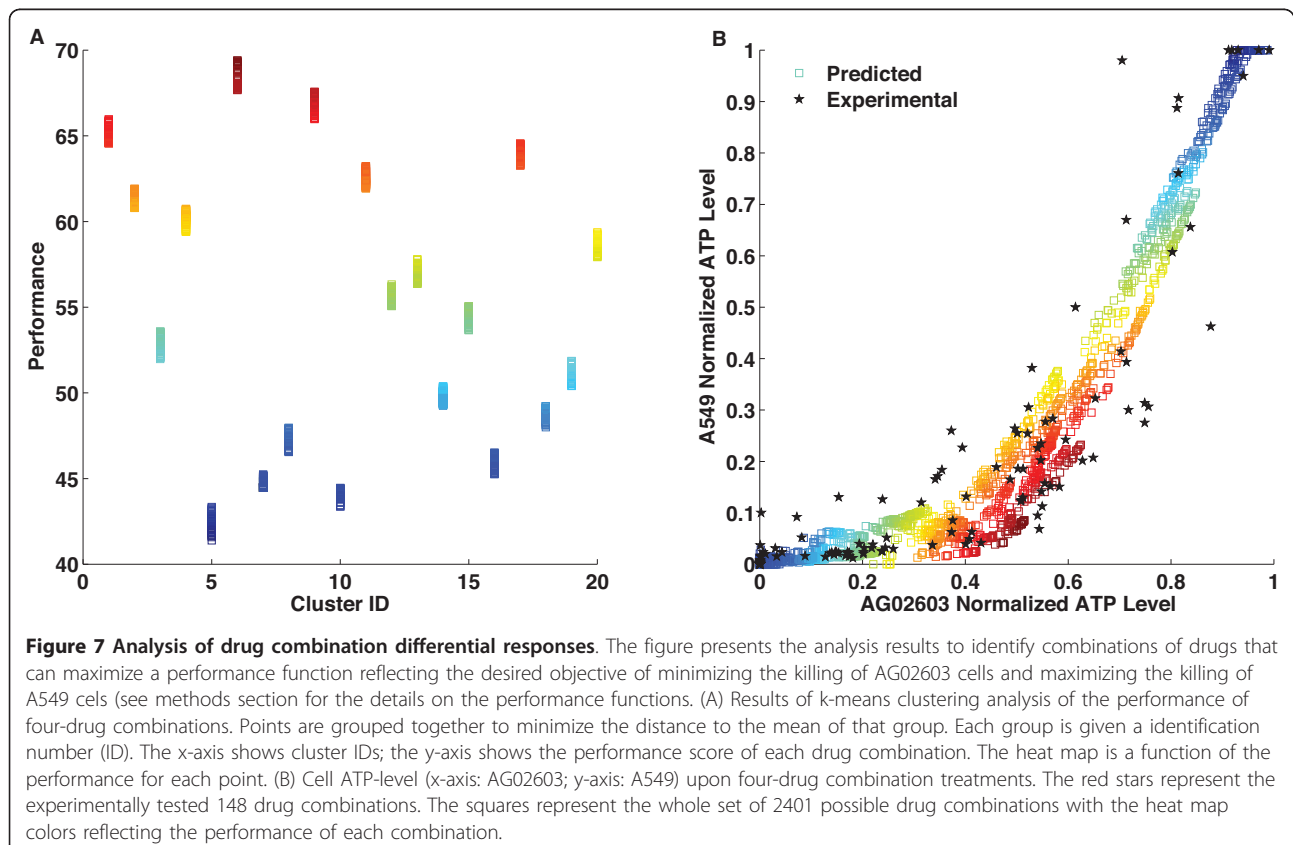 A
70
65
60
55
50
45
40
Performance
0
5
10
15
20
Cluster ID
B
1
0.9
0.8
0.7
0.6
0.5
0.4
0.3
0.2
0.1
0
A549 Normalized ATP Level
Predicted
Experimental
0
0.2
0.4
0.6
0.8
1
AG02603 Normalized ATP Level
Figure 7 Analysis of drug combination differential responses. The figure presents the analysis results to identify combinations of drugs that
can maximize a performance function reflecting the desired objective of minimizing the killing of AG02603 cells and maximizing the killing of
A549 cels (see methods section for the details on the performance functions. (A) Results of k-means clustering analysis of the performance of
four-drug combinations. Points are grouped together to minimize the distance to the mean of that group. Each group is given a identification
number (ID). The x-axis shows cluster IDs; the y-axis shows the performance score of each drug combination. The heat map is a function of the
performance for each point. (B) Cell ATP-level (x-axis: AG02603; y-axis: A549) upon four-drug combination treatments. The red stars represent the
experimentally tested 148 drug combinations. The squares represent the whole set of 2401 possible drug combinations with the heat map
colors reflecting the performance of each combination.